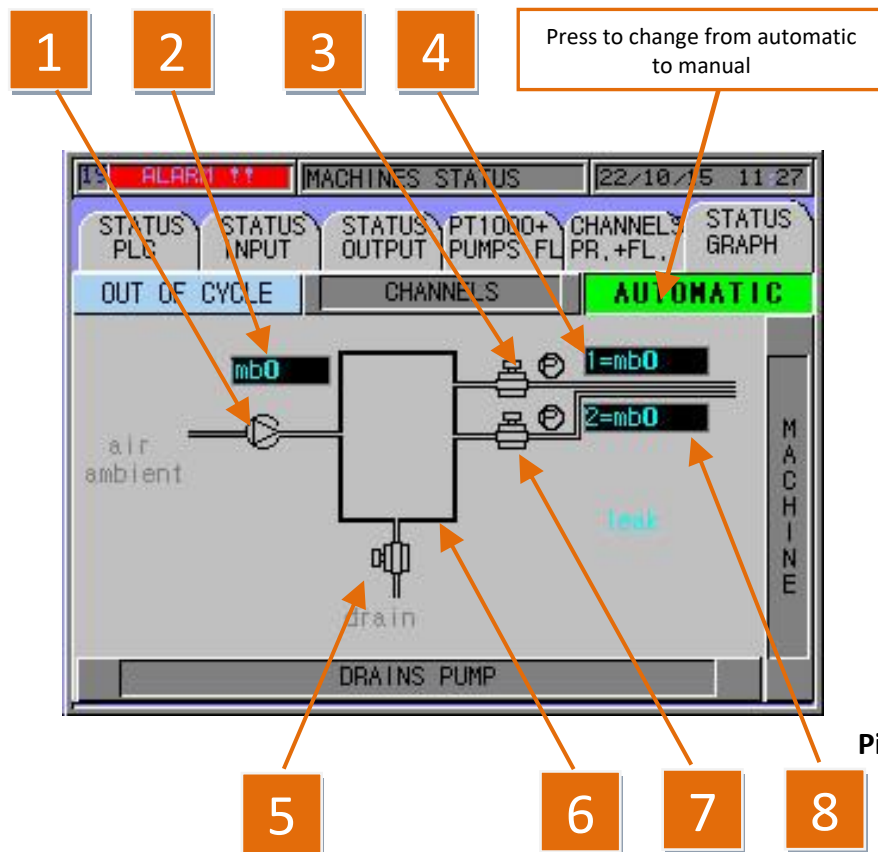 1
2
3
4
Press to change from automatic
to manual
ALARM !!
MACHINES STATUS
22/10/15 11:27
STATUS
PLC
STATUS
INPUT
STATUS
OUTPUT
PT1000+
PUMPS FL
CHANNELS
PR.+FL.
STATUS
GRAPH
OUT OF CYCLE
CHANNELS
AUTOMATIC
mb0
P
1=mb0
P
2=mb0
air
ambient
leak
drain
MACHINE
DRAINS PUMP
Pi
5
6
7
8